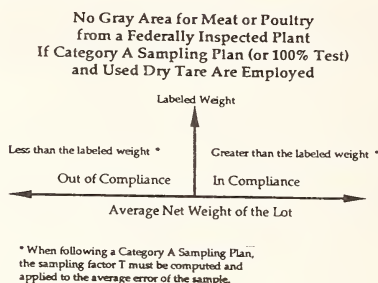 No Gray Area for Meat or Poultry
from a Federally Inspected Plant
If Category A Sampling Plan (or 100% Test)
and Used Dry Tare Are Employed
Labeled Weight
Less than the labeled weight *
Greater than the labeled weight *
Out of Compliance
In Compliance
Average Net Weight of the Lot
* When following a Category A Sampling Plan,
the sampling factor T must be computed and
applied to the average error of the sample.